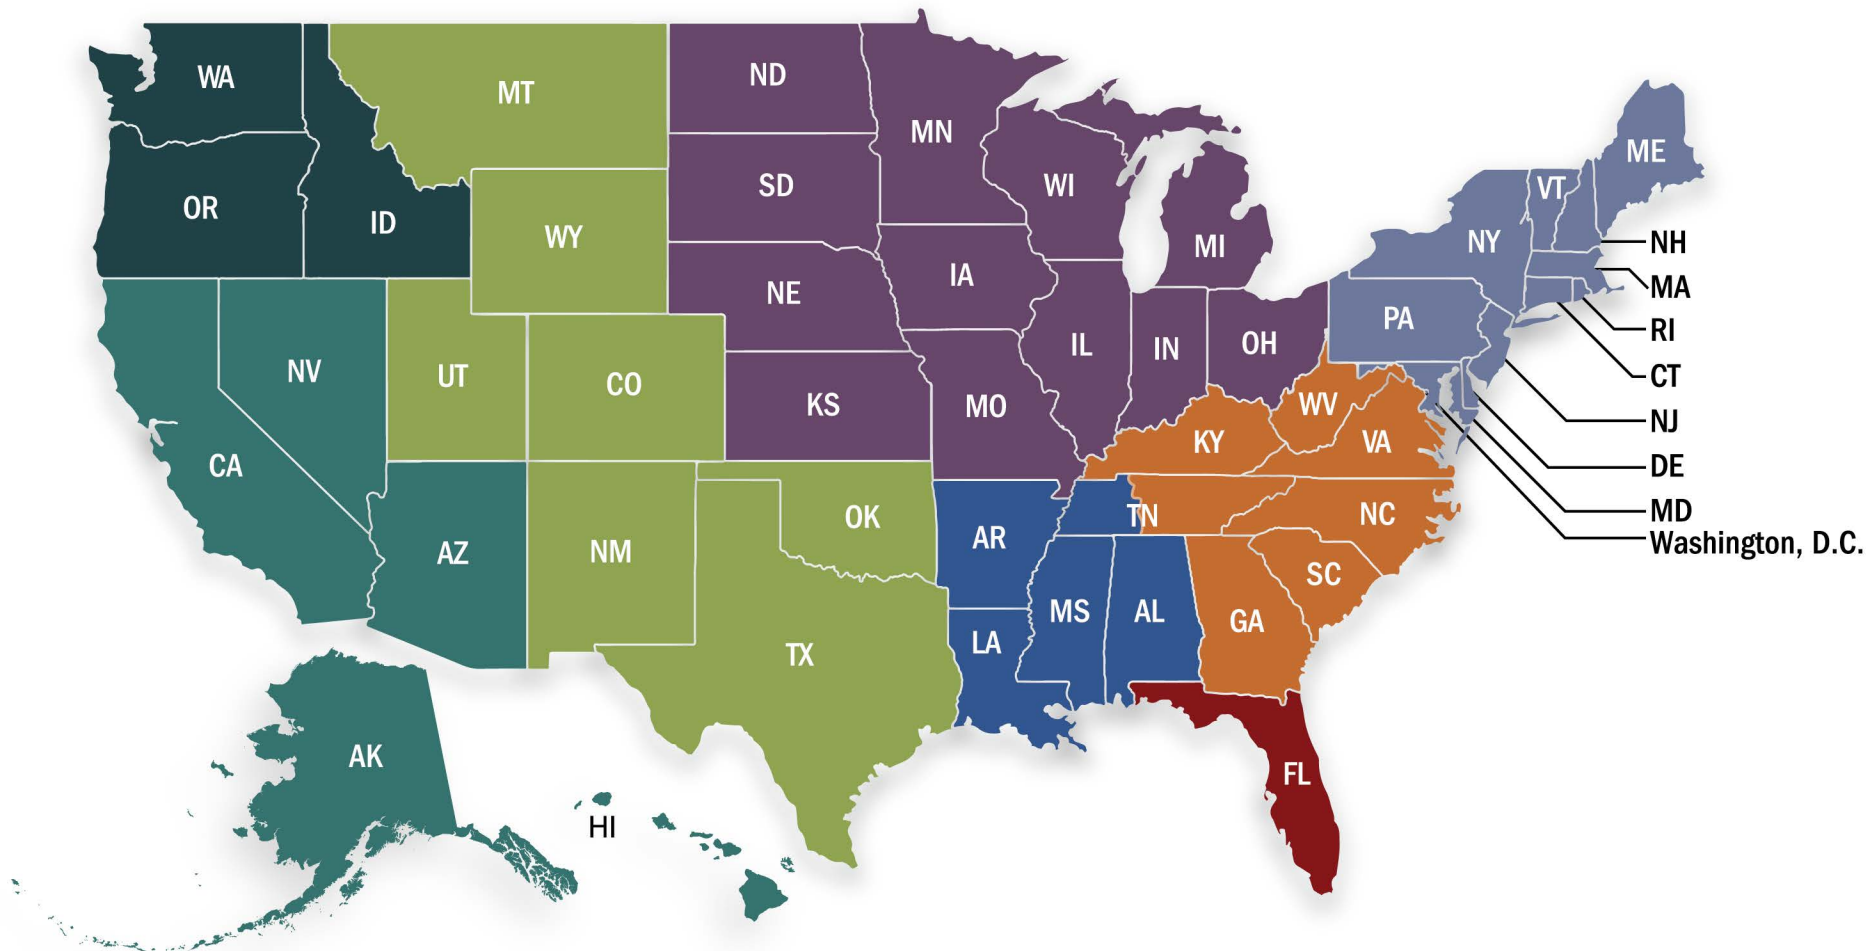 WA
MT
ND
MN
ME
OR
ID
SD
WI
VT
WY
MI
NY
NH
NE
IA
MA
PA
RI
NV
UT
CO
IL
IN
OH
CT
KS
MO
WV
NJ
CA
KY
VA
DE
OK
TN
NC
MD
AZ
NM
AR
Washington, D.C.
SC
MS
AL
GA
LA
TX
AK
FL
HI